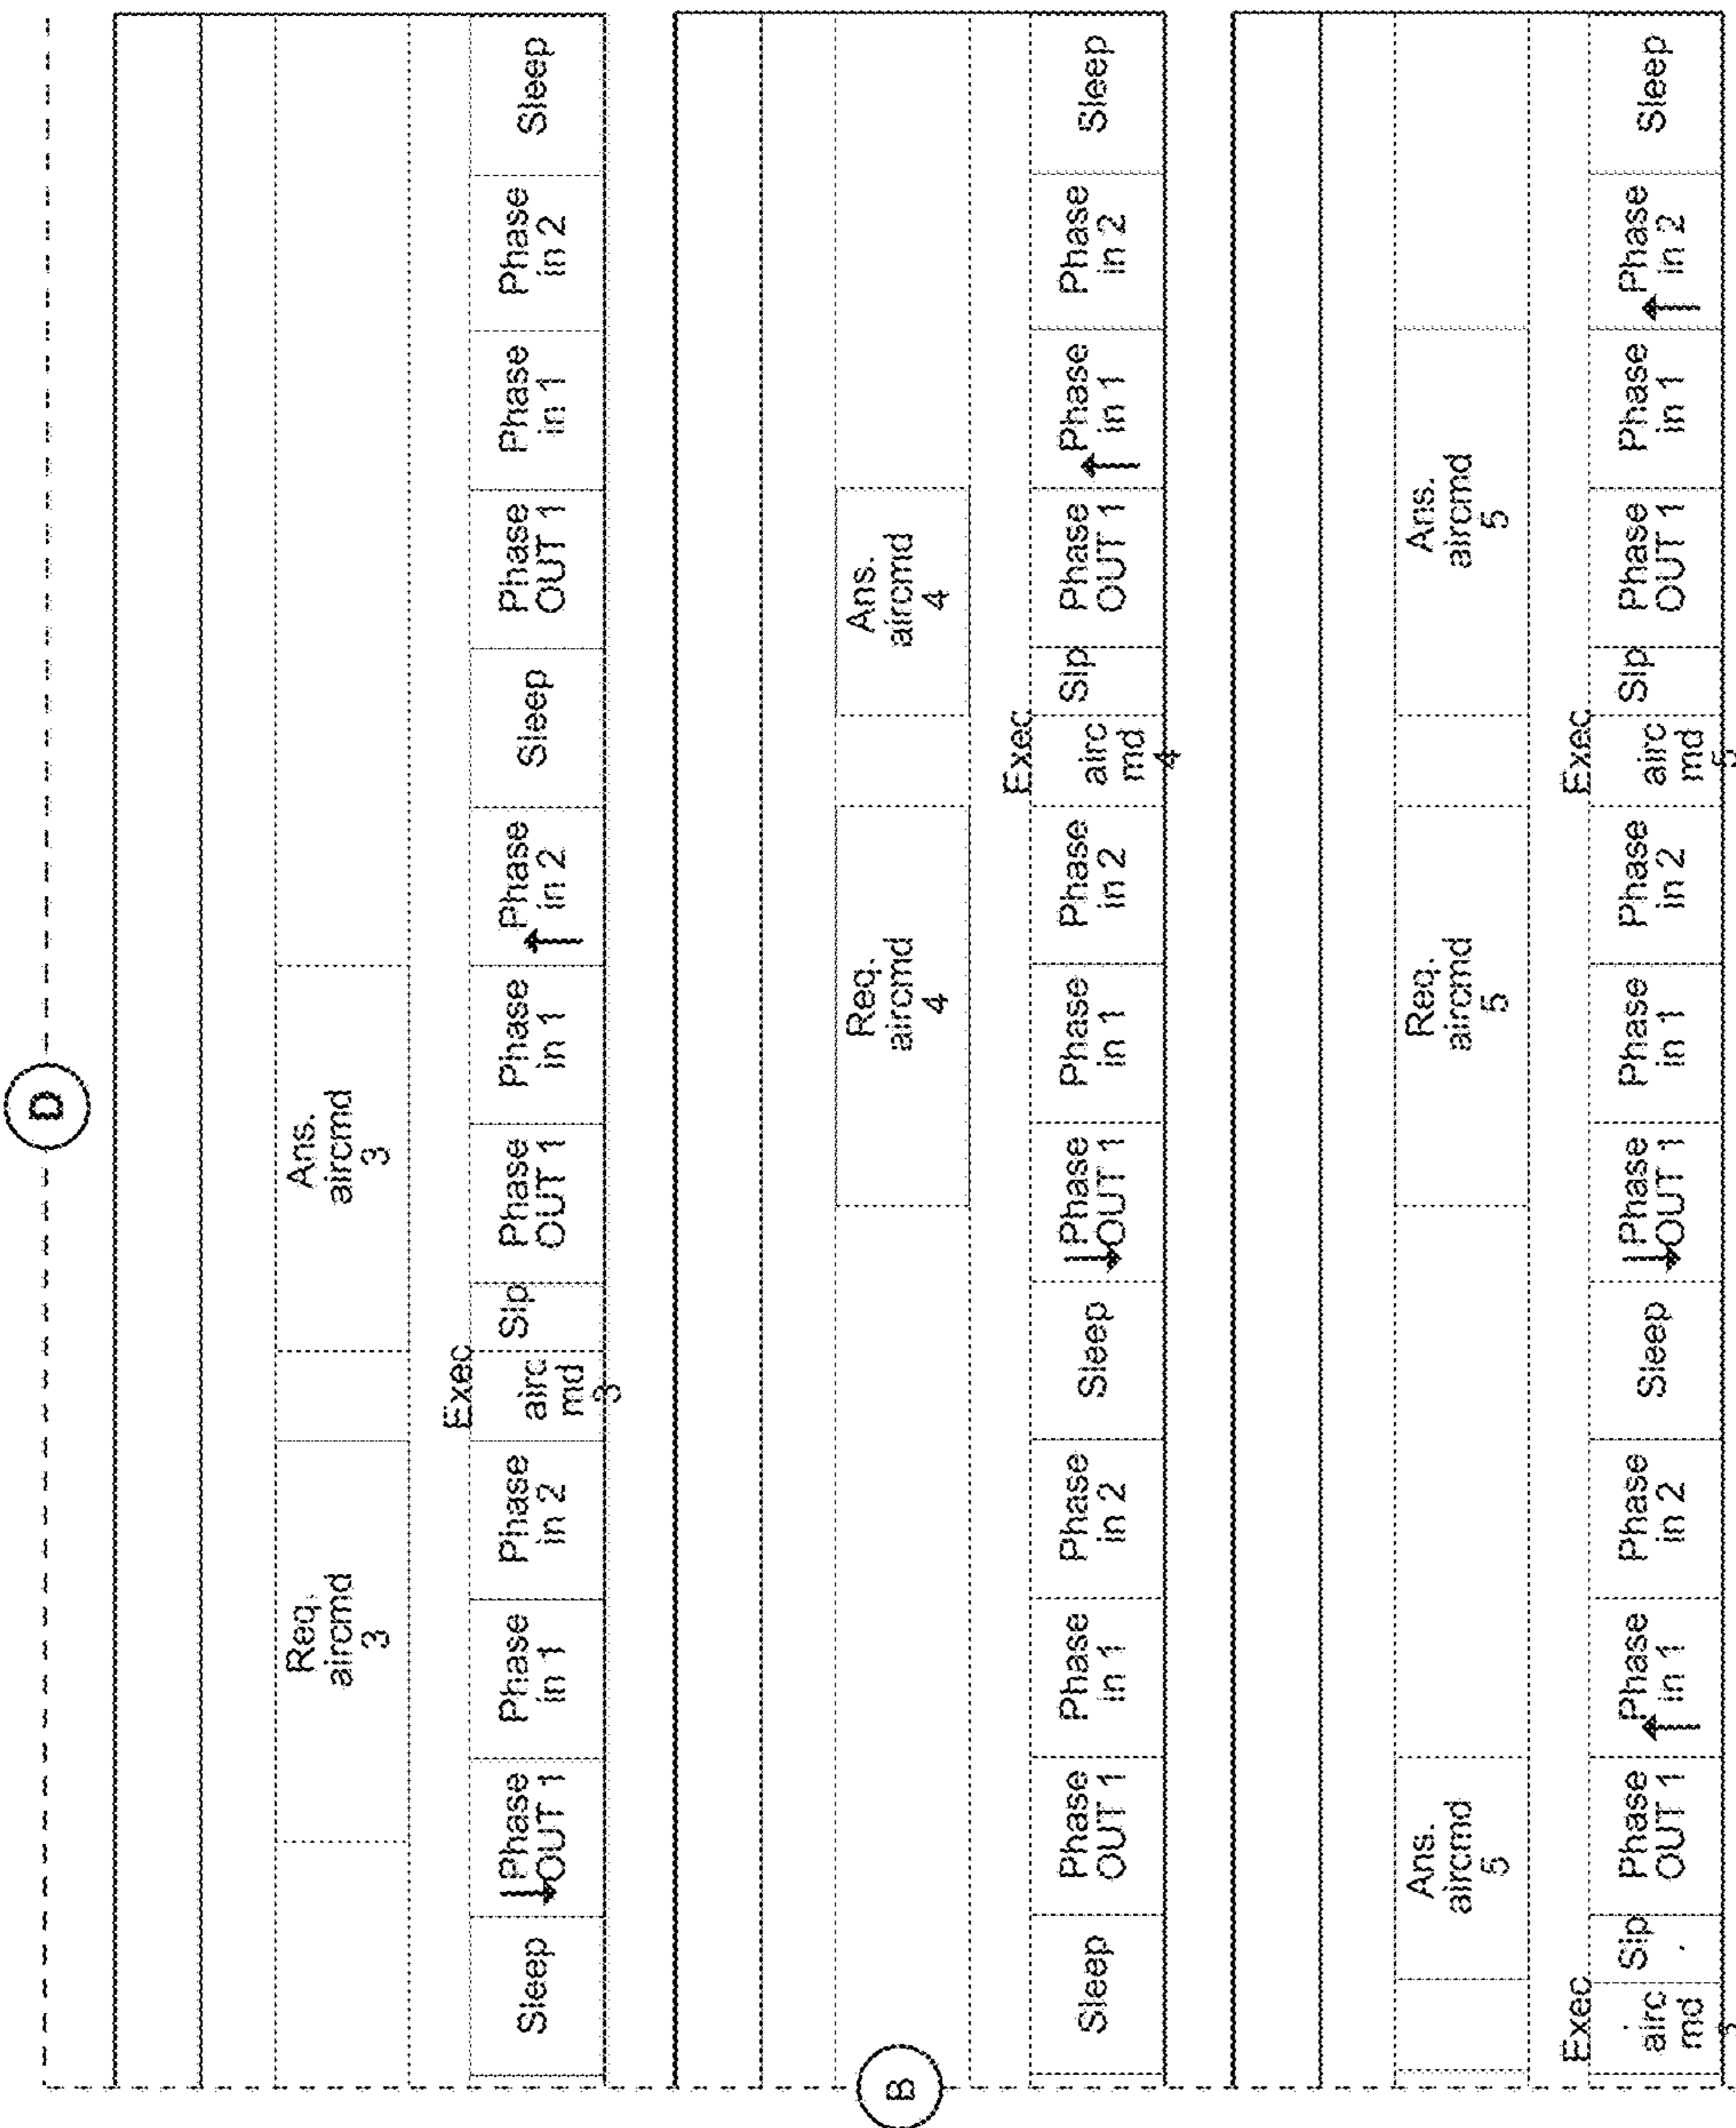 D
Req.
aircmd
3
Ans.
aircmd
3
Sleep
Phase
OUT 1
Phase
in 1
Phase
in 2
Exec
airc
md
3
Slp
Phase
OUT 1
Phase
in 1
Phase
in 2
Sleep
Phase
OUT 1
Phase
in 1
Phase
in 2
Sleep
B
Req.
aircmd
4
Ans.
aircmd
4
Sleep
Phase
OUT 1
Phase
in 1
Phase
in 2
Sleep
Phase
OUT 1
Phase
in 1
Phase
in 2
Exec
airc
md
4
Slp
Phase
OUT 1
Phase
in 1
Phase
in 2
Sleep
Ans.
aircmd
5
Req.
aircmd
5
Ans.
aircmd
5
Exec
airc
md
Slp
Phase
OUT 1
Phase
in 1
Phase
in 2
Sleep
Phase
OUT 1
Phase
in 1
Phase
in 2
Exec
airc
md
5
Slp
Phase
OUT 1
Phase
in 1
Phase
in 2
Sleep